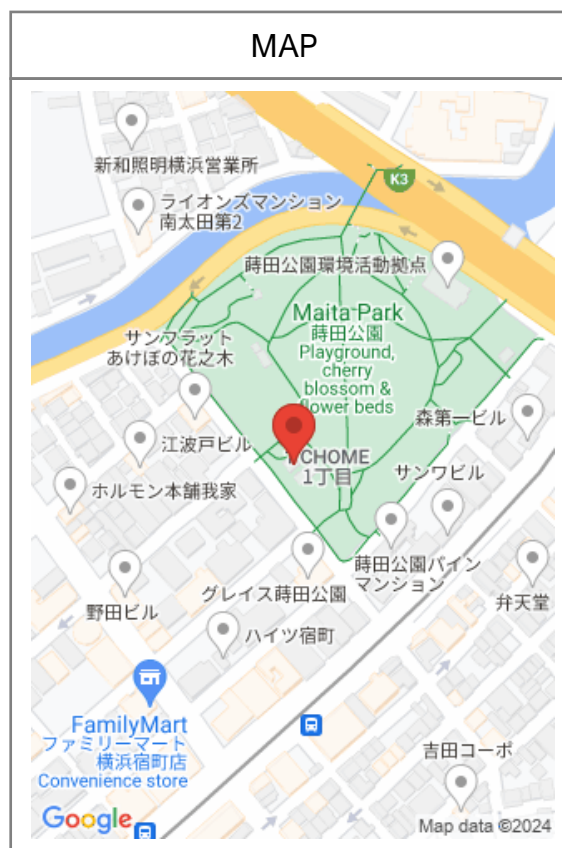 MAP
新和照明横浜営業所
K3
ライオンズマンション
南太田第2
蒔田公園環境活動拠点
Maita Park
蒔田公園
Playground,
cherry
blossom &
flower beds
サンフラット
あけぼの花之木
森第一ビル
江波戸ビル
CHOME
1丁目
サンワビル
ホルモン本舗我家
蒔田公園パイン
マンション
グレイス蒔田公園
弁天堂
野田ビル
ハイツ宿町
FamilyMart
ファミリーマート
横浜宿町店
Convenience store
吉田コーポ
Google
Map data ©2024